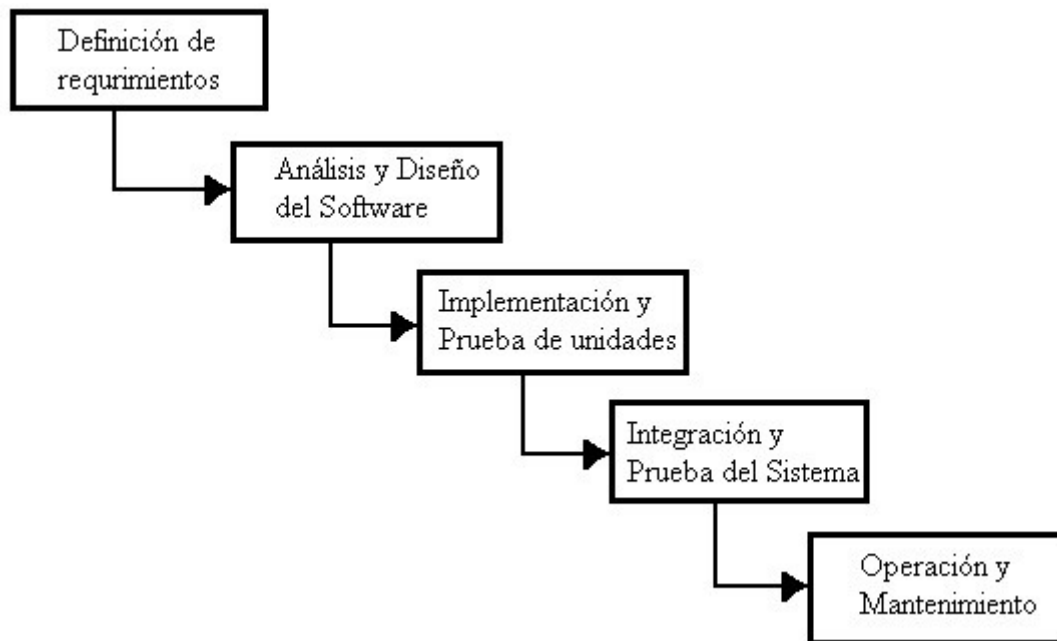 Definición de
requrimientos
Análisis y Diseño
del Software
Implementación y
Prueba de unidades
Integración y
Prueba del Sistema
Operación y
Mantenimiento